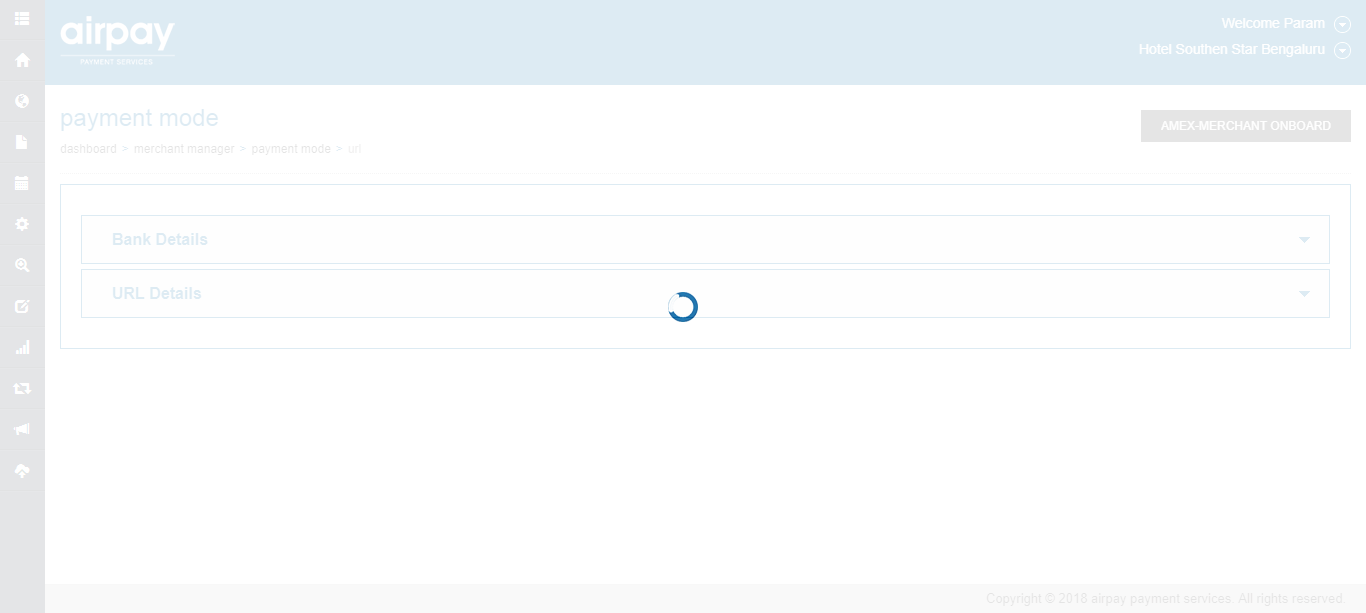 airpay
PAYMENT SERVICES
Welcome Param
Hotel Southen Star Bengaluru
payment mode
AMEX-MERCHANT ONBOARD
dashboard > merchant manager > payment mode > url
Bank Details
URL Details
Copyright © 2018 airpay payment services. All rights reserved